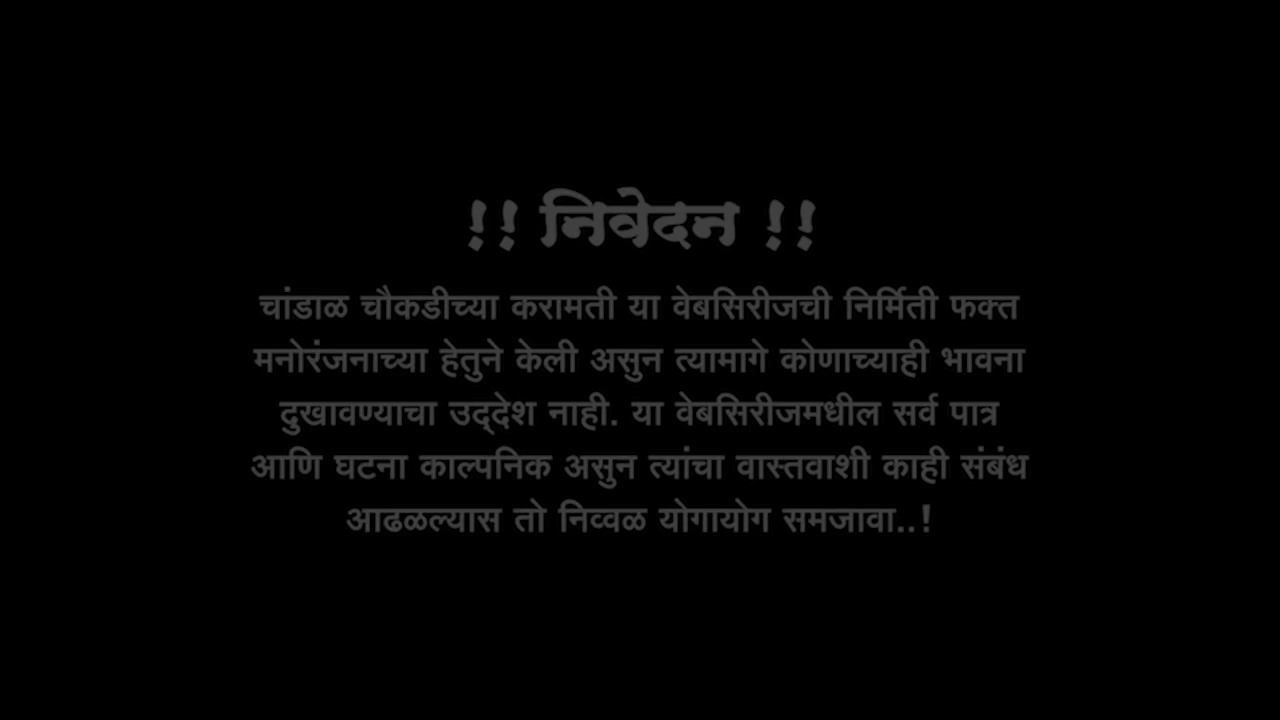 !! निवेदन !!
चांडाळ चौकडीच्या करामती या वेबसिरीजची निर्मिती फक्त
मनोरंजनाच्या हेतुने केली असुन त्यामागे कोणाच्याही भावना
दुखावण्याचा उद्‌देश नाही. या वेबसिरीजमधील सर्व पात्र
आणि घटना काल्पनिक असुन त्यांचा वास्तवाशी काही संबंध
आढळल्यास तो निव्वळ योगायोग समजावा..!